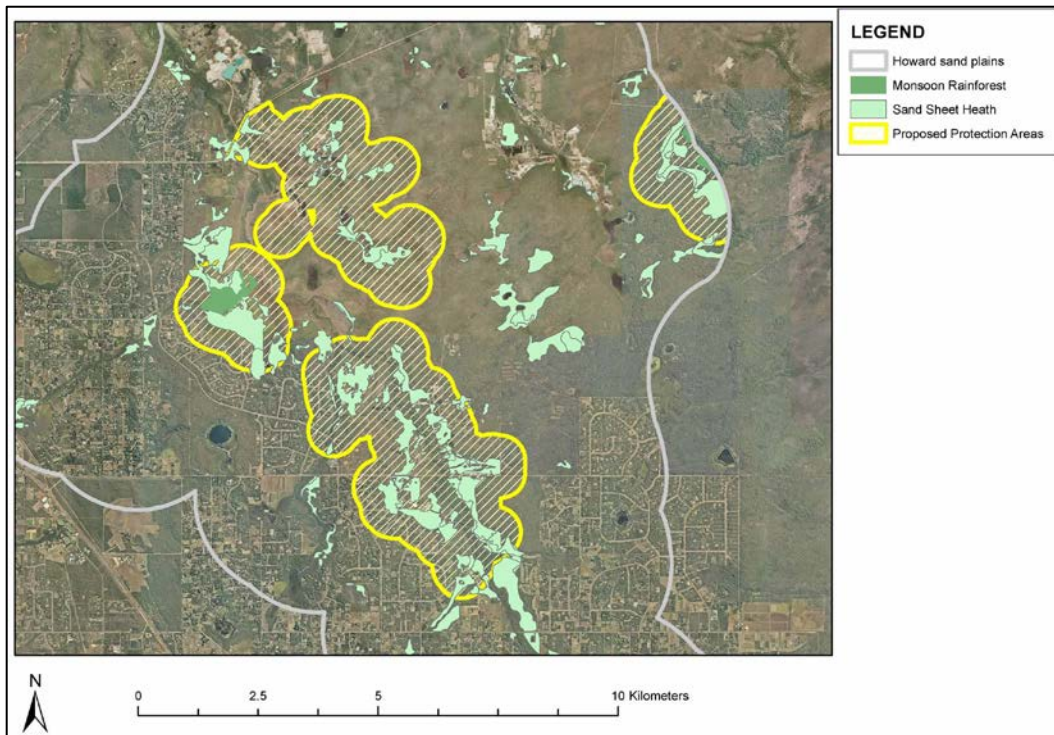 LEGEND
Howard sand plains
Monsoon Rainforest
Sand Sheet Heath
Proposed Protection Areas
N
0 2.5 5 10 Kilometers